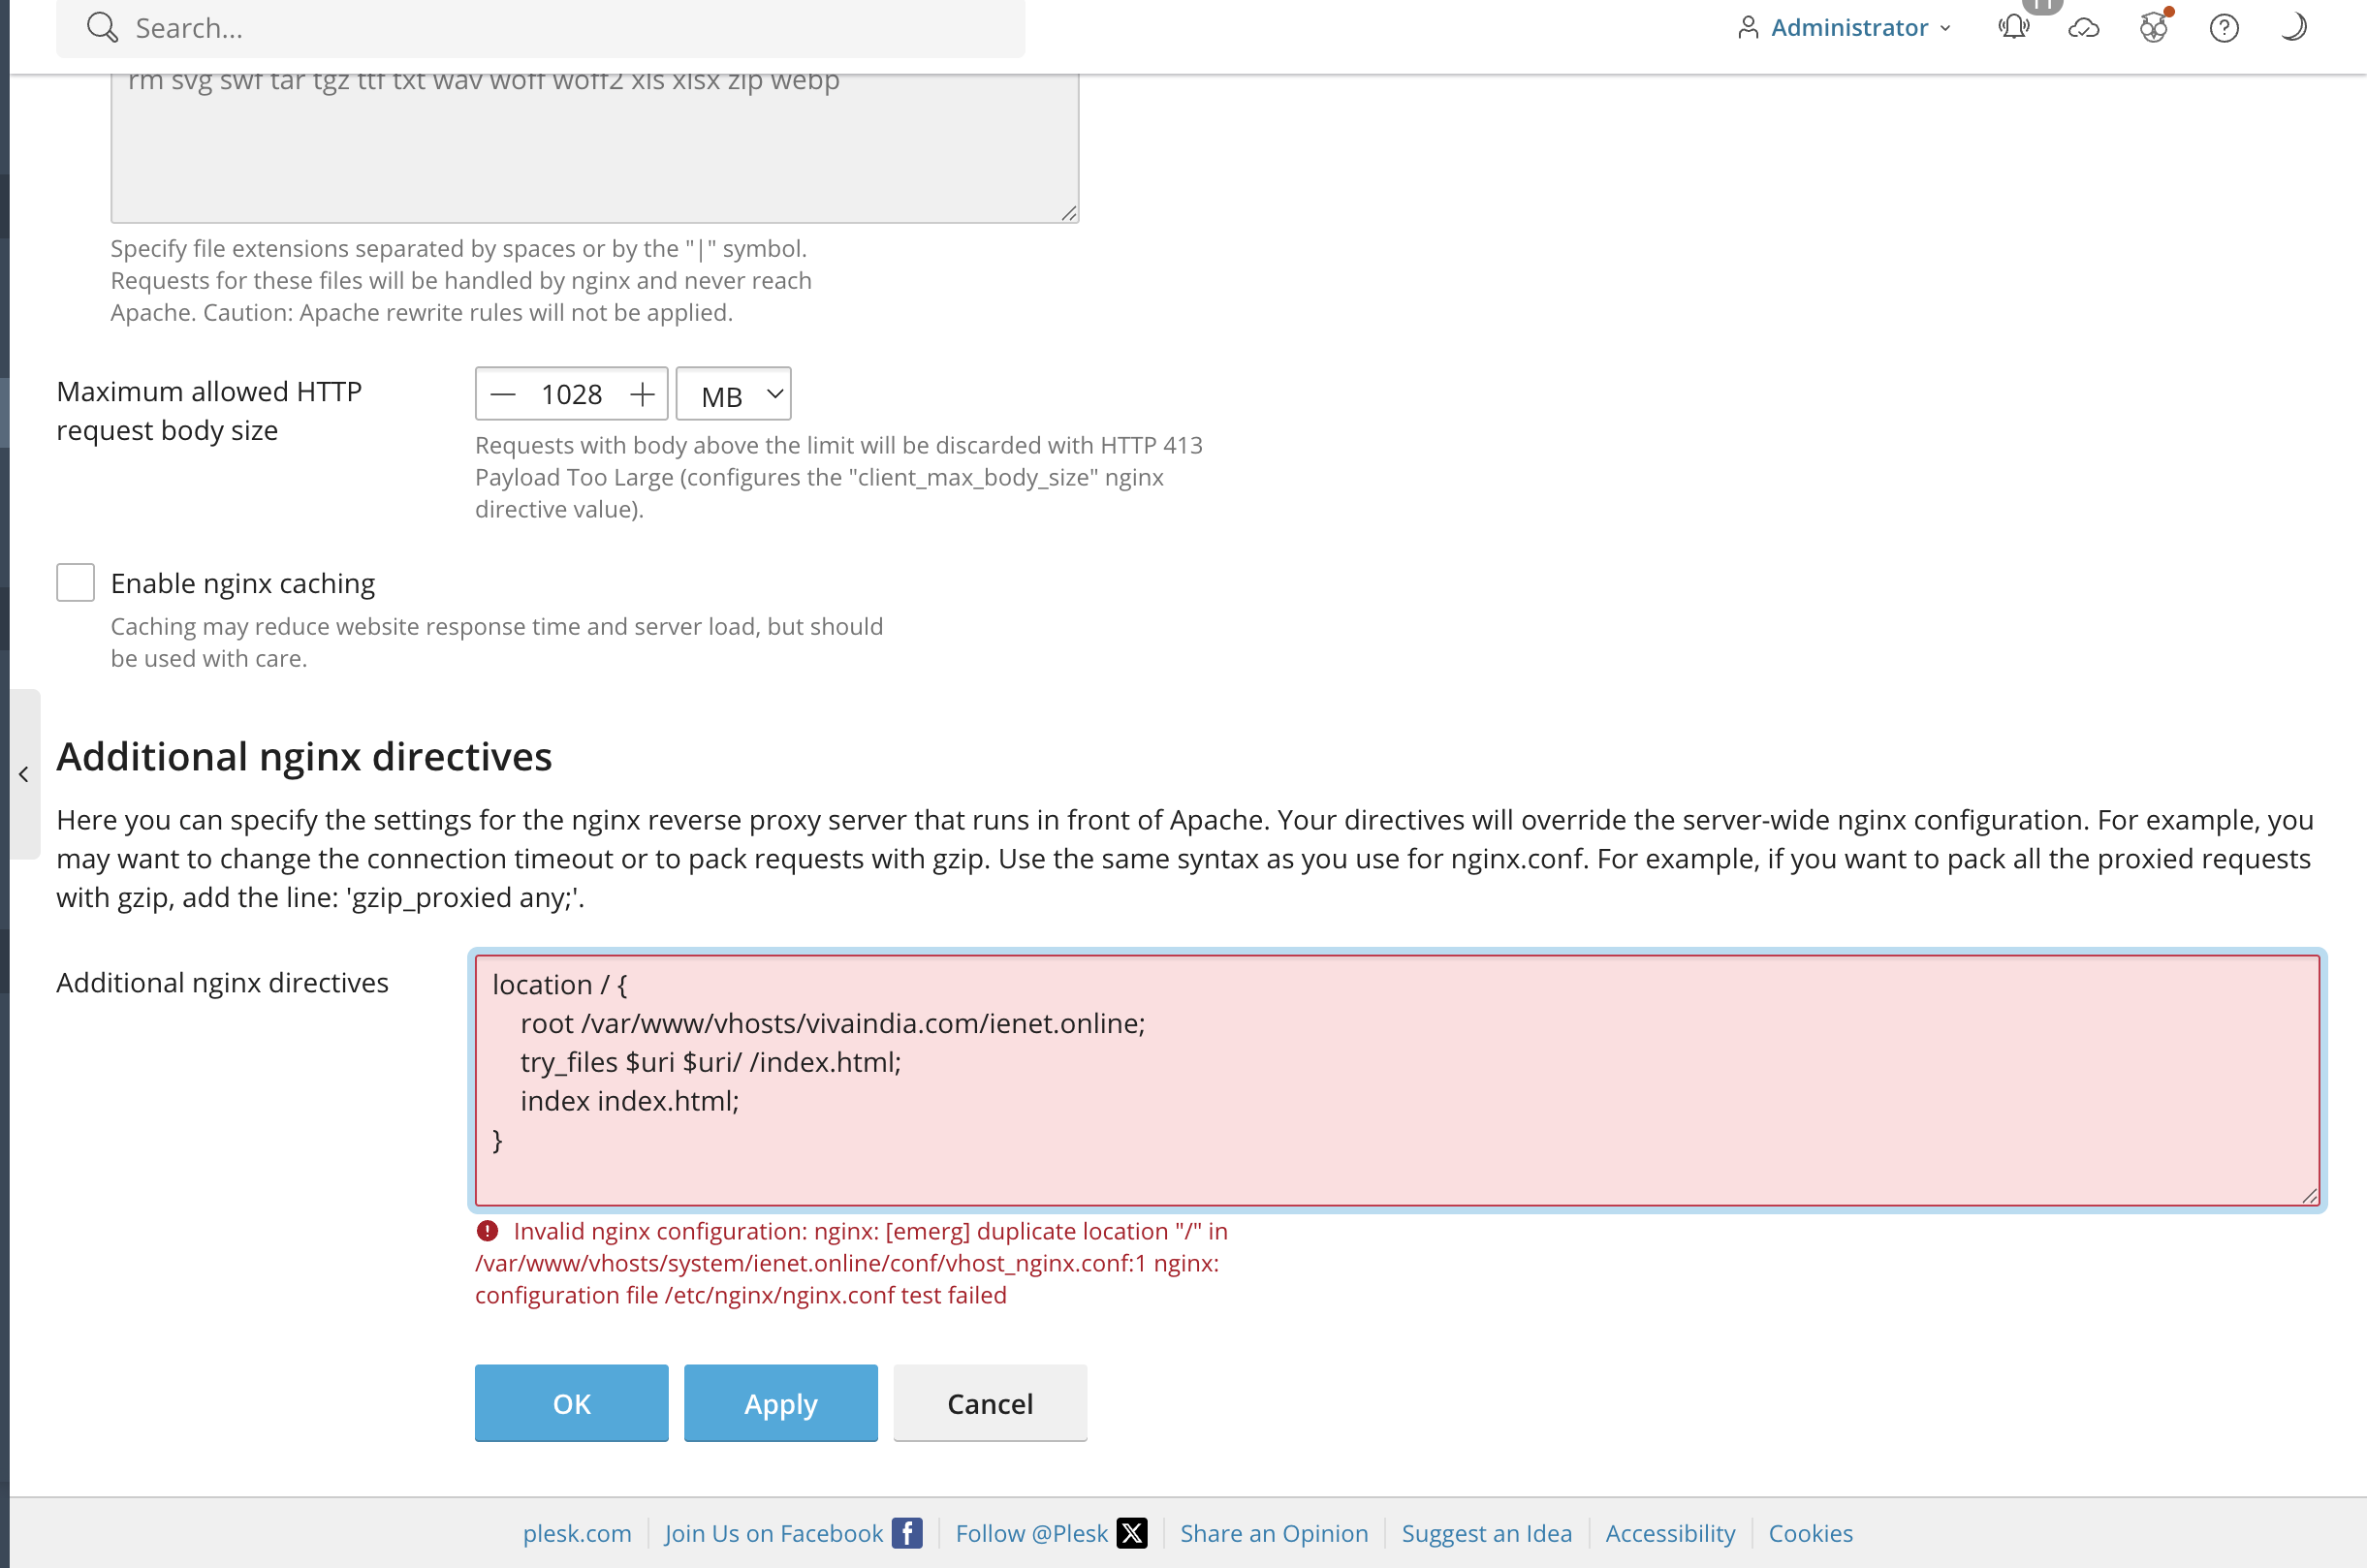 Search...
Administrator
11
rm svg swf tar tgz ttf txt wav woff woff2 xls xlsx zip webp
Specify file extensions separated by spaces or by the "|" symbol.
Requests for these files will be handled by nginx and never reach
Apache. Caution: Apache rewrite rules will not be applied.
Maximum allowed HTTP
request body size
1028
MB
Requests with body above the limit will be discarded with HTTP 413
Payload Too Large (configures the "client_max_body_size" nginx
directive value).
Enable nginx caching
Caching may reduce website response time and server load, but should
be used with care.
Additional nginx directives
Here you can specify the settings for the nginx reverse proxy server that runs in front of Apache. Your directives will override the server-wide nginx configuration. For example, you
may want to change the connection timeout or to pack requests with gzip. Use the same syntax as you use for nginx.conf. For example, if you want to pack all the proxied requests
with gzip, add the line: 'gzip_proxied any;'.
Additional nginx directives
location / {
root /var/www/vhosts/vivaindia.com/ienet.online;
try_files $uri $uri/ /index.html;
index index.html;
}
Invalid nginx configuration: nginx: [emerg] duplicate location "/" in
/var/www/vhosts/system/ienet.online/conf/vhost_nginx.conf:1 nginx:
configuration file /etc/nginx/nginx.conf test failed
OK
Apply
Cancel
plesk.com
Join Us on Facebook
Follow @Plesk
Share an Opinion
Suggest an Idea
Accessibility
Cookies